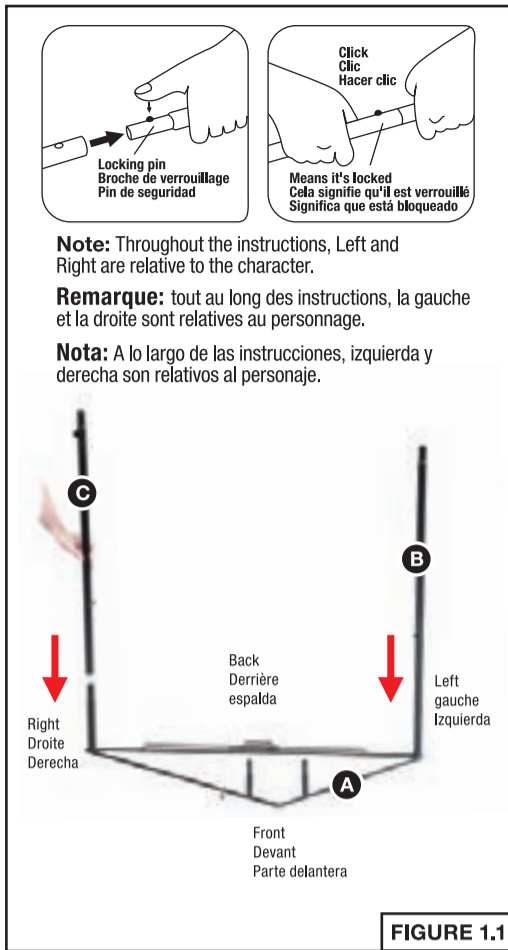 Locking pin
Broche de verrouillage
Pin de seguridad
Click
Clic
Hacer clic
Means it's locked
Cela signifie qu'il est verrouillé
Significa que está bloqueado
Note: Throughout the instructions, Left and
Right are relative to the character.
Remarque: tout au long des instructions, la gauche
et la droite sont relatives au personnage.
Nota: A lo largo de las instrucciones, izquierda y
derecha son relativos al personaje.
C
B
Back
Derrière
espalda
Right
Droite
Derecha
Left
gauche
Izquierda
A
Front
Devant
Parte delantera
FIGURE 1.1